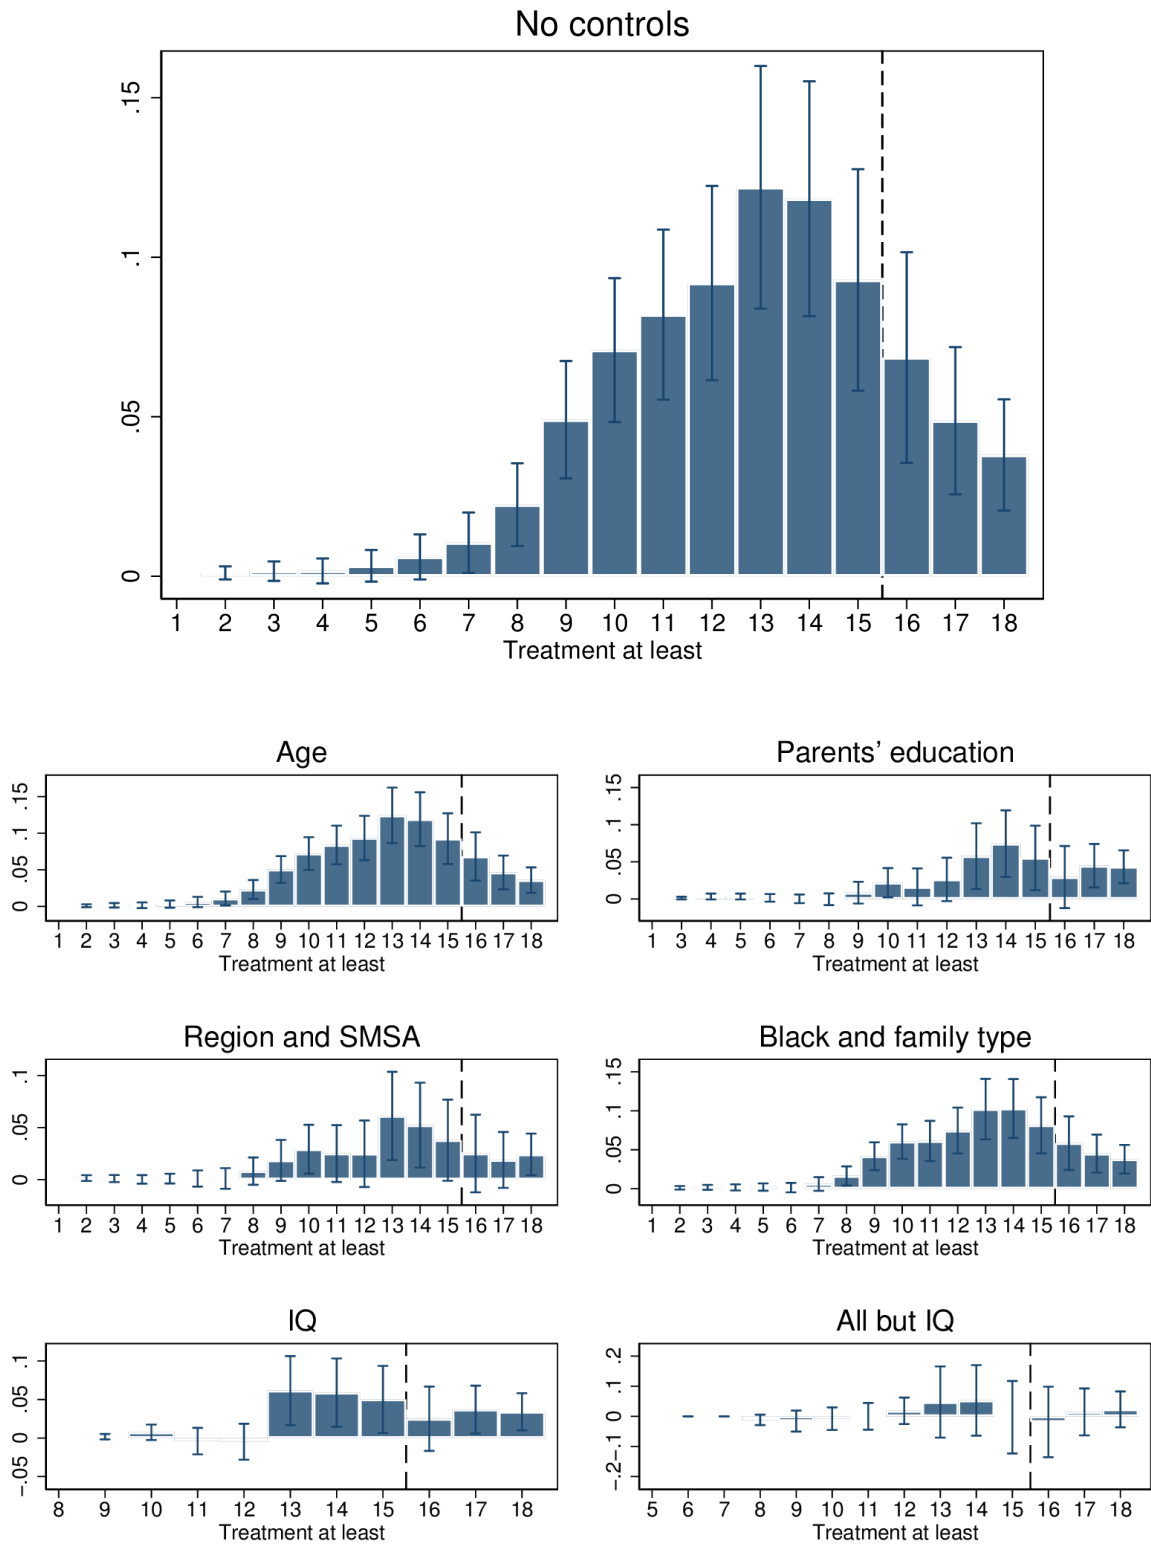 No controls
.15
.1
.05
0
1 2 3 4 5 6 7 8 9 10 11 12 13 14 15 16 17 18
Treatment at least
Age
.15
.1
.05
0
1 2 3 4 5 6 7 8 9 10 11 12 13 14 15 16 17 18
Treatment at least
Parents’ education
.15
.1
.05
0
1 3 4 5 6 7 8 9 10 11 12 13 14 15 16 17 18
Treatment at least
Region and SMSA
.1
.05
0
1 2 3 4 5 6 7 8 9 10 11 12 13 14 15 16 17 18
Treatment at least
Black and family type
.15
.1
.05
0
1 2 3 4 5 6 7 8 9 10 11 12 13 14 15 16 17 18
Treatment at least
IQ
.1
.05
0
−.05
8 9 10 11 12 13 14 15 16 17 18
Treatment at least
All but IQ
.2
.1
0
−.1
−.2
5 6 7 8 9 10 11 12 13 14 15 16 17 18
Treatment at least